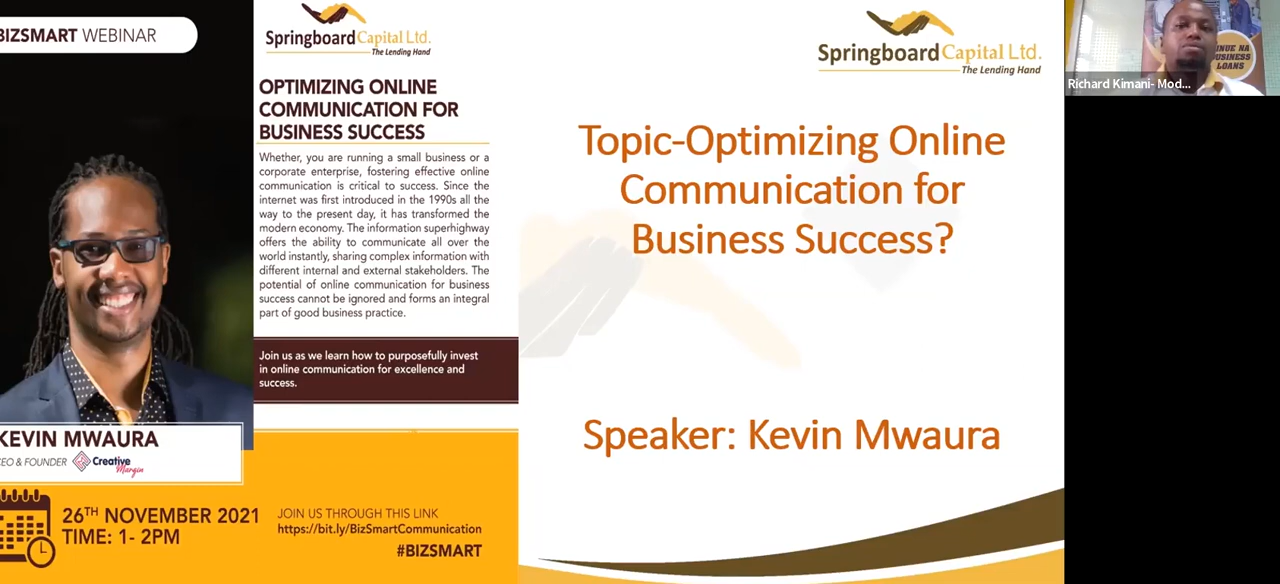 BIZSMART WEBINAR
KEVIN MWAURA
CEO & FOUNDER Creative
Margin
26TH NOVEMBER 2021
TIME: 1- 2PM
Springboard Capital Ltd.
The Lending Hand
OPTIMIZING ONLINE
COMMUNICATION FOR
BUSINESS SUCCESS
Whether, you are running a small business or a
corporate enterprise, fostering effective online
communication is critical to success. Since the
internet was first introduced in the 1990s all the
way to the present day, it has transformed the
modern economy. The information superhighway
offers the ability to communicate all over the
world instantly, sharing complex information with
different internal and external stakeholders. The
potential of online communication for business
success cannot be ignored and forms an integral
part of good business practice.
Join us as we learn how to purposefully invest
in online communication for excellence and
success.
JOIN US THROUGH THIS LINK
https://bit.ly/BizSmartCommunication
#BIZSMART
Springboard Capital Ltd.
The Lending Hand
Topic-Optimizing Online
Communication for
Business Success?
Speaker: Kevin Mwaura
INUE NA
USINESS
LOANS
Richard Kimani- Mod...